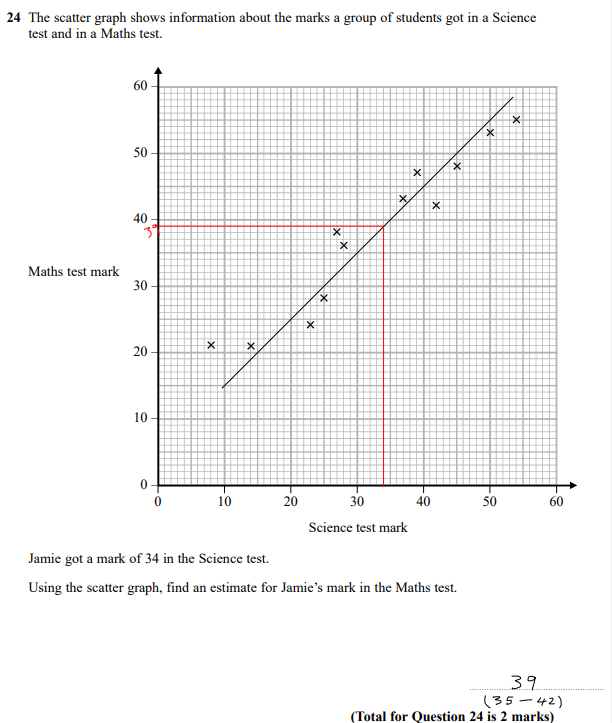 24 The scatter graph shows information about the marks a group of students got in a Science
test and in a Maths test.
60
50
40
39
Maths test mark
30
20
10
0
0 10 20 30 40 50 60
Science test mark
Jamie got a mark of 34 in the Science test.
Using the scatter graph, find an estimate for Jamie’s mark in the Maths test.
39
(35 – 42)
(Total for Question 24 is 2 marks)